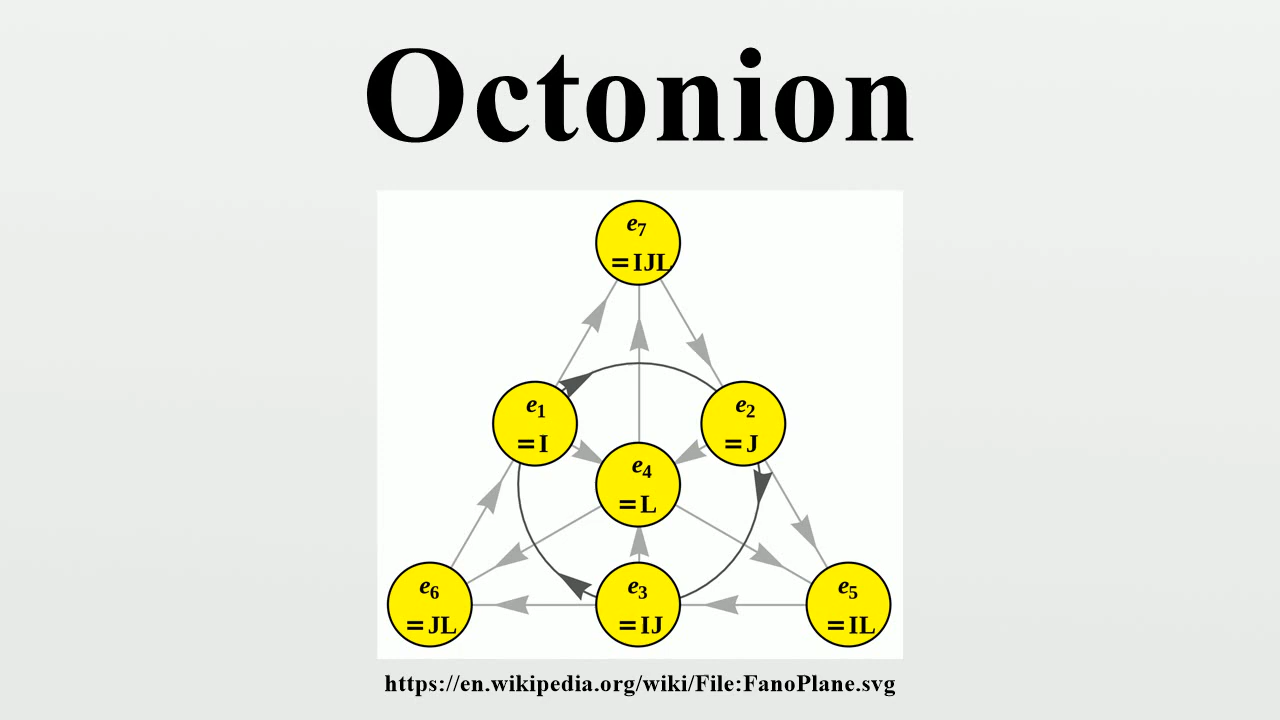 Octonion
e7
=IJL
e1
=I
e2
=J
e4
=L
e6
=JL
e3
=IJ
e5
=IL
https://en.wikipedia.org/wiki/File:FanoPlane.svg